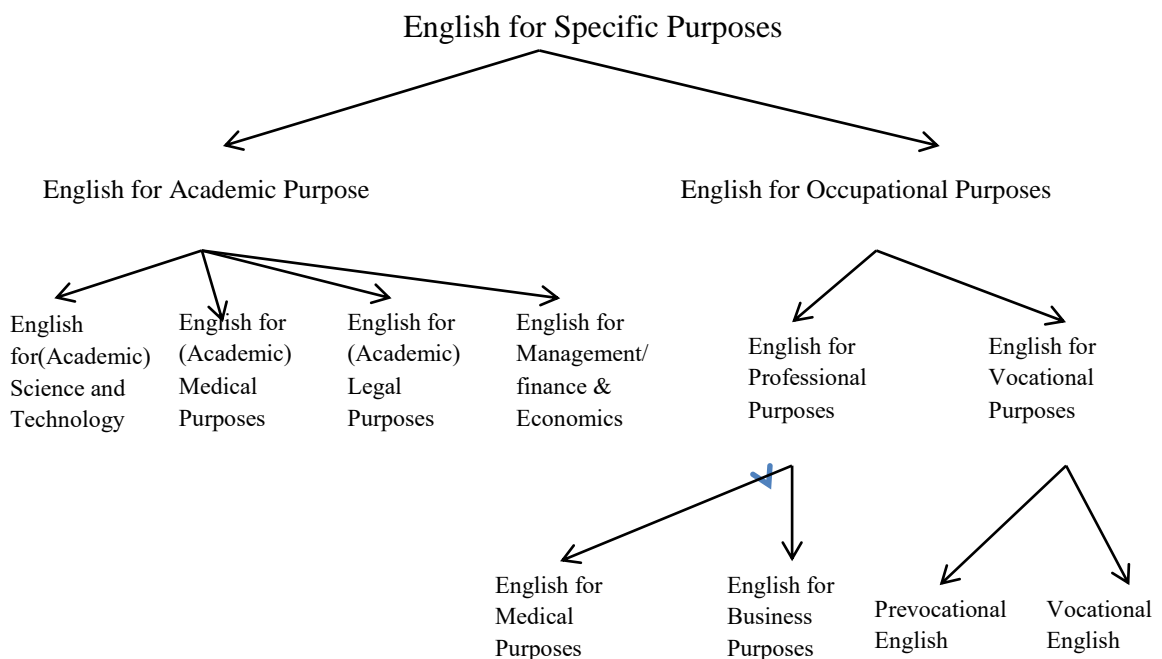 English for Specific Purposes
English for Academic Purpose
English for Occupational Purposes
English
for(Academic)
Science and
Technology
English for
(Academic)
Medical
Purposes
English for
(Academic)
Legal
Purposes
English for
Management/
finance &
Economics
English for
Professional
Purposes
English for
Vocational
Purposes
English for
Medical
Purposes
English for
Business
Purposes
Prevocational
English
Vocational
English